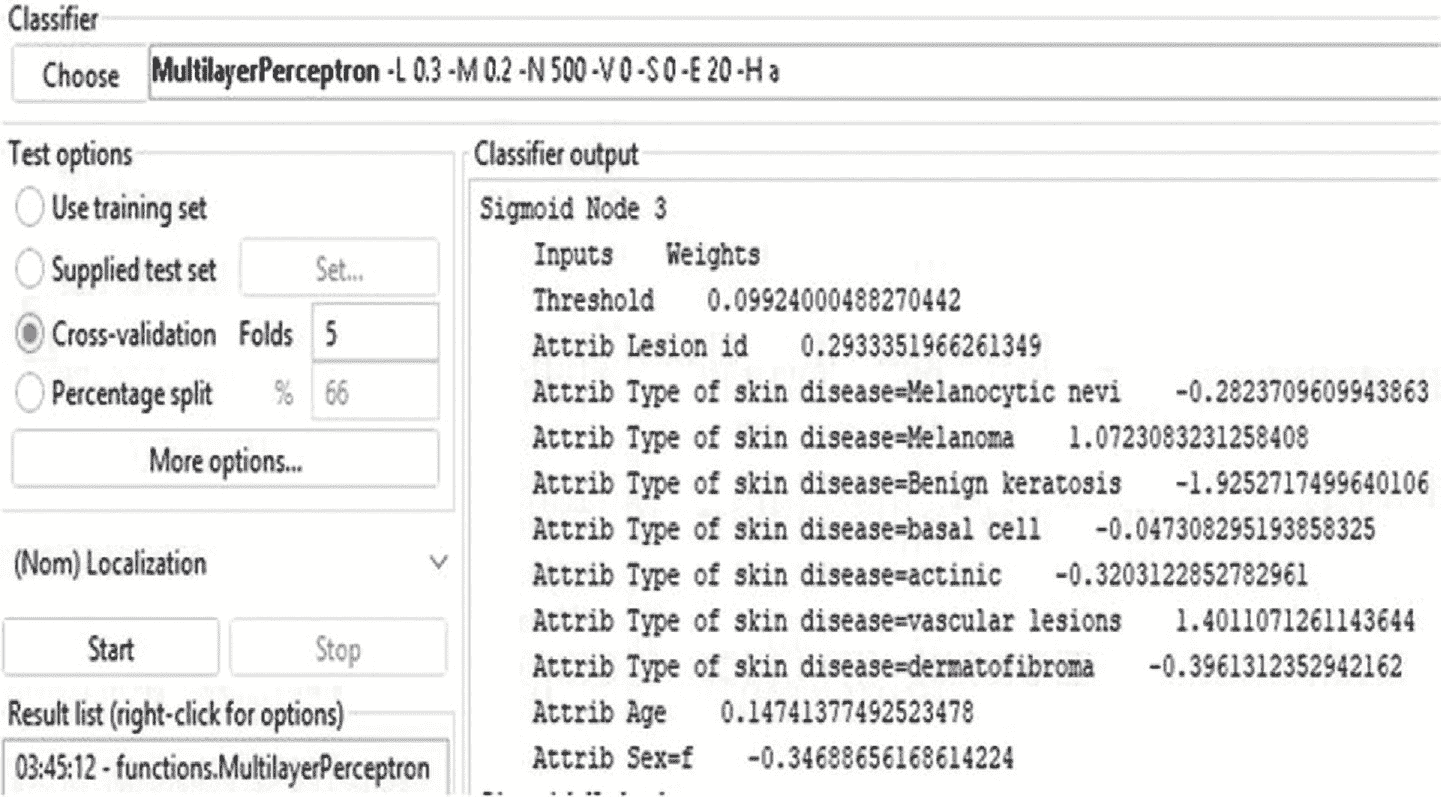 Classifier
Choose MultilayerPerceptron -L 0.3 -M 0.2 -N 500 -V 0 -S 0 -E 20 -H a
Test options
Use training set
Supplied test set Set...
Cross-validation Folds 5
Percentage split % 66
More options...
(Nom) Localization
Start Stop
Result list (right-click for options)
03:45:12 - functions.MultilayerPerceptron
Classifier output
Sigmoid Node 3
Inputs Weights
Threshold 0.09924000488270442
Attrib Lesion id 0.2933351966261349
Attrib Type of skin disease=Melanocytic nevi -0.2823709609943863
Attrib Type of skin disease=Melanoma 1.0723083231258408
Attrib Type of skin disease=Benign keratosis -1.9252717499640106
Attrib Type of skin disease=basal cell -0.047308295193858325
Attrib Type of skin disease=actinic -0.3203122852782961
Attrib Type of skin disease=vascular lesions 1.4011071261143644
Attrib Type of skin disease=dermatofibroma -0.3961312352942162
Attrib Age 0.14741377492523478
Attrib Sex=f -0.34688656168614224